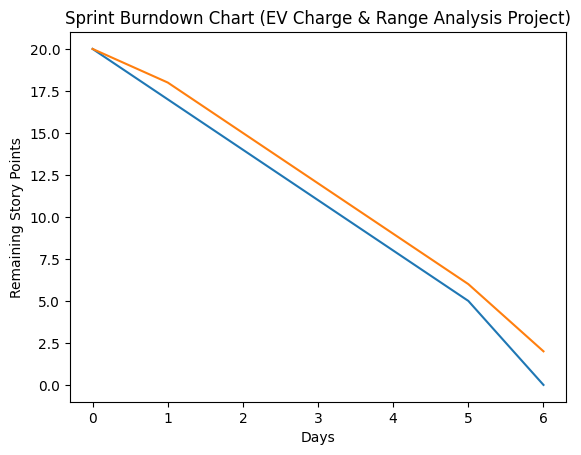 Sprint Burndown Chart (EV Charge & Range Analysis Project)
20.0
17.5
15.0
12.5
10.0
7.5
5.0
2.5
0.0
Remaining Story Points
0 1 2 3 4 5 6
Days